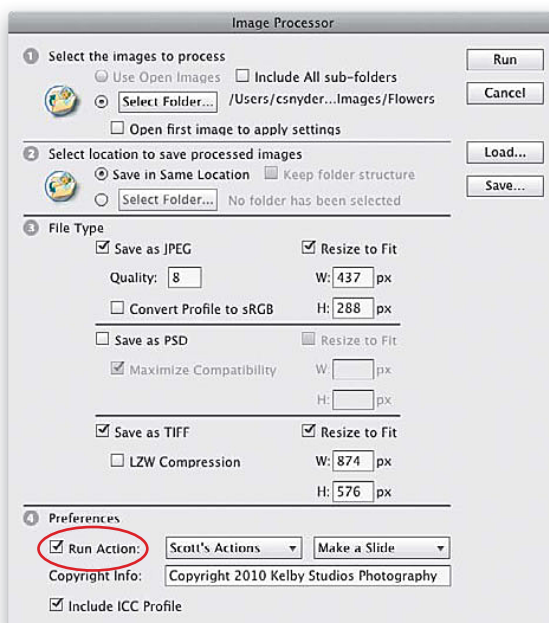 Image Processor
1 Select the images to process
Use Open Images Include All sub-folders
Select Folder... /Users/csnyder...Images/Flowers
Open first image to apply settings
2 Select location to save processed images
Save in Same Location Keep folder structure
Select Folder... No folder has been selected
3 File Type
Save as JPEG Resize to Fit
Quality: 8 W: 437 px
Convert Profile to sRGB H: 288 px
Save as PSD Resize to Fit
Maximize Compatibility W: px
H: px
Save as TIFF Resize to Fit
LZW Compression W: 874 px
H: 576 px
4 Preferences
Run Action: Scott's Actions Make a Slide
Copyright Info: Copyright 2010 Kelby Studios Photography
Include ICC Profile
Run
Cancel
Load...
Save...